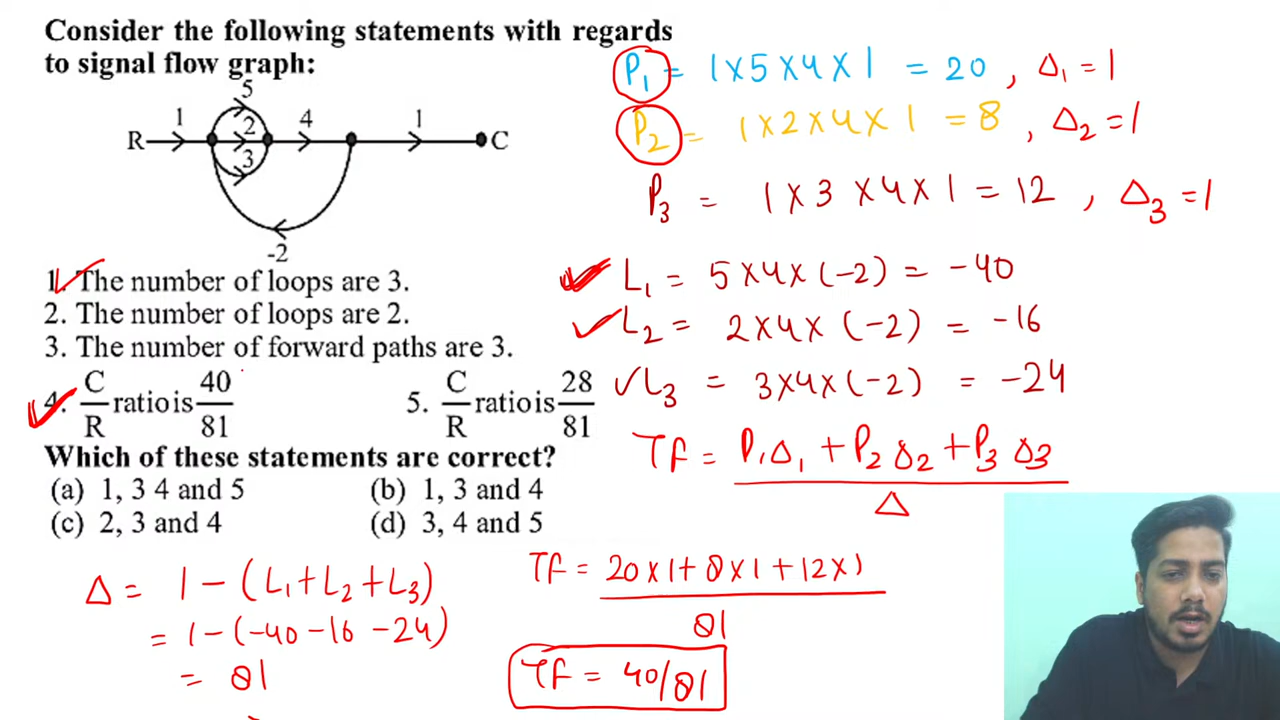 Consider the following statements with regards
to signal flow graph:
5
1
2
4
1
R
C
3
-2
1. The number of loops are 3.
2. The number of loops are 2.
3. The number of forward paths are 3.
4. C/R ratio is 40/81
5. C/R ratio is 28/81
Which of these statements are correct?
(a) 1, 3 4 and 5
(b) 1, 3 and 4
(c) 2, 3 and 4
(d) 3, 4 and 5
P₁ = 1×5×4×1 = 20 , Δ₁ = 1
P₂ = 1×2×4×1 = 8 , Δ₂ = 1
P₃ = 1×3×4×1 = 12 , Δ₃ = 1
L₁ = 5×4×(-2) = -40
L₂ = 2×4×(-2) = -16
L₃ = 3×4×(-2) = -24
TF = P₁Δ₁ + P₂Δ₂ + P₃Δ₃
Δ
Δ = 1 - (L₁+L₂+L₃)
= 1 - (-40 -16 -24)
= 81
TF = 20×1 + 8×1 + 12×1
81
TF = 40/81